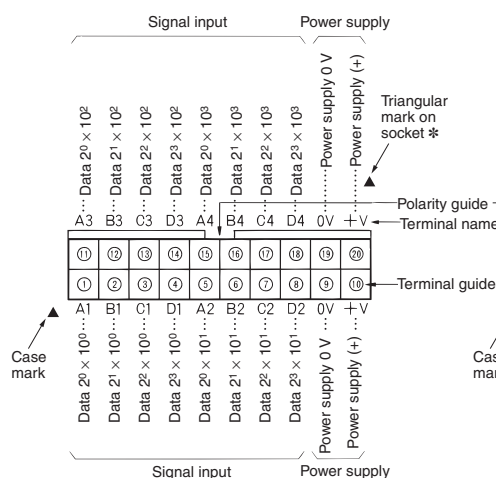 Signal input
Power supply
Data 2⁰ × 10²
Data 2¹ × 10²
Data 2² × 10²
Data 2³ × 10²
Data 2⁰ × 10³
Data 2¹ × 10³
Data 2² × 10³
Data 2³ × 10³
Power supply 0 V
Power supply (+)
Triangular
mark on
socket ✻
Polarity guide
A3 B3 C3 D3 A4 B4 C4 D4 0V +V
Terminal name
⑪ ⑫ ⑬ ⑭ ⑮ ⑯ ⑰ ⑱ ⑲ ⑳
① ② ③ ④ ⑤ ⑥ ⑦ ⑧ ⑨ ⑩
Terminal guide
A1 B1 C1 D1 A2 B2 C2 D2 0V +V
Case
mark
Data 2⁰ × 10⁰
Data 2¹ × 10⁰
Data 2² × 10⁰
Data 2³ × 10⁰
Data 2⁰ × 10¹
Data 2¹ × 10¹
Data 2² × 10¹
Data 2³ × 10¹
Power supply 0 V
Power supply (+)
Signal input
Power supply